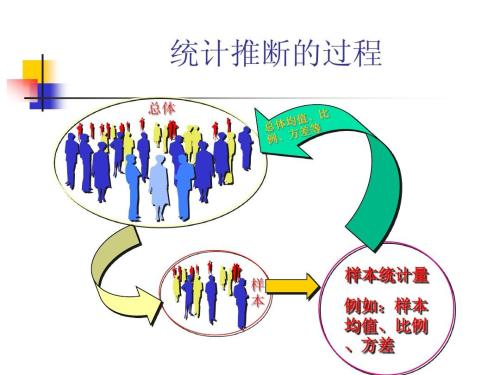 统计推断的过程
总体
总体均值、比
例、方差等
样
本
样本统计量
例如：样本
均值、比例
、方差